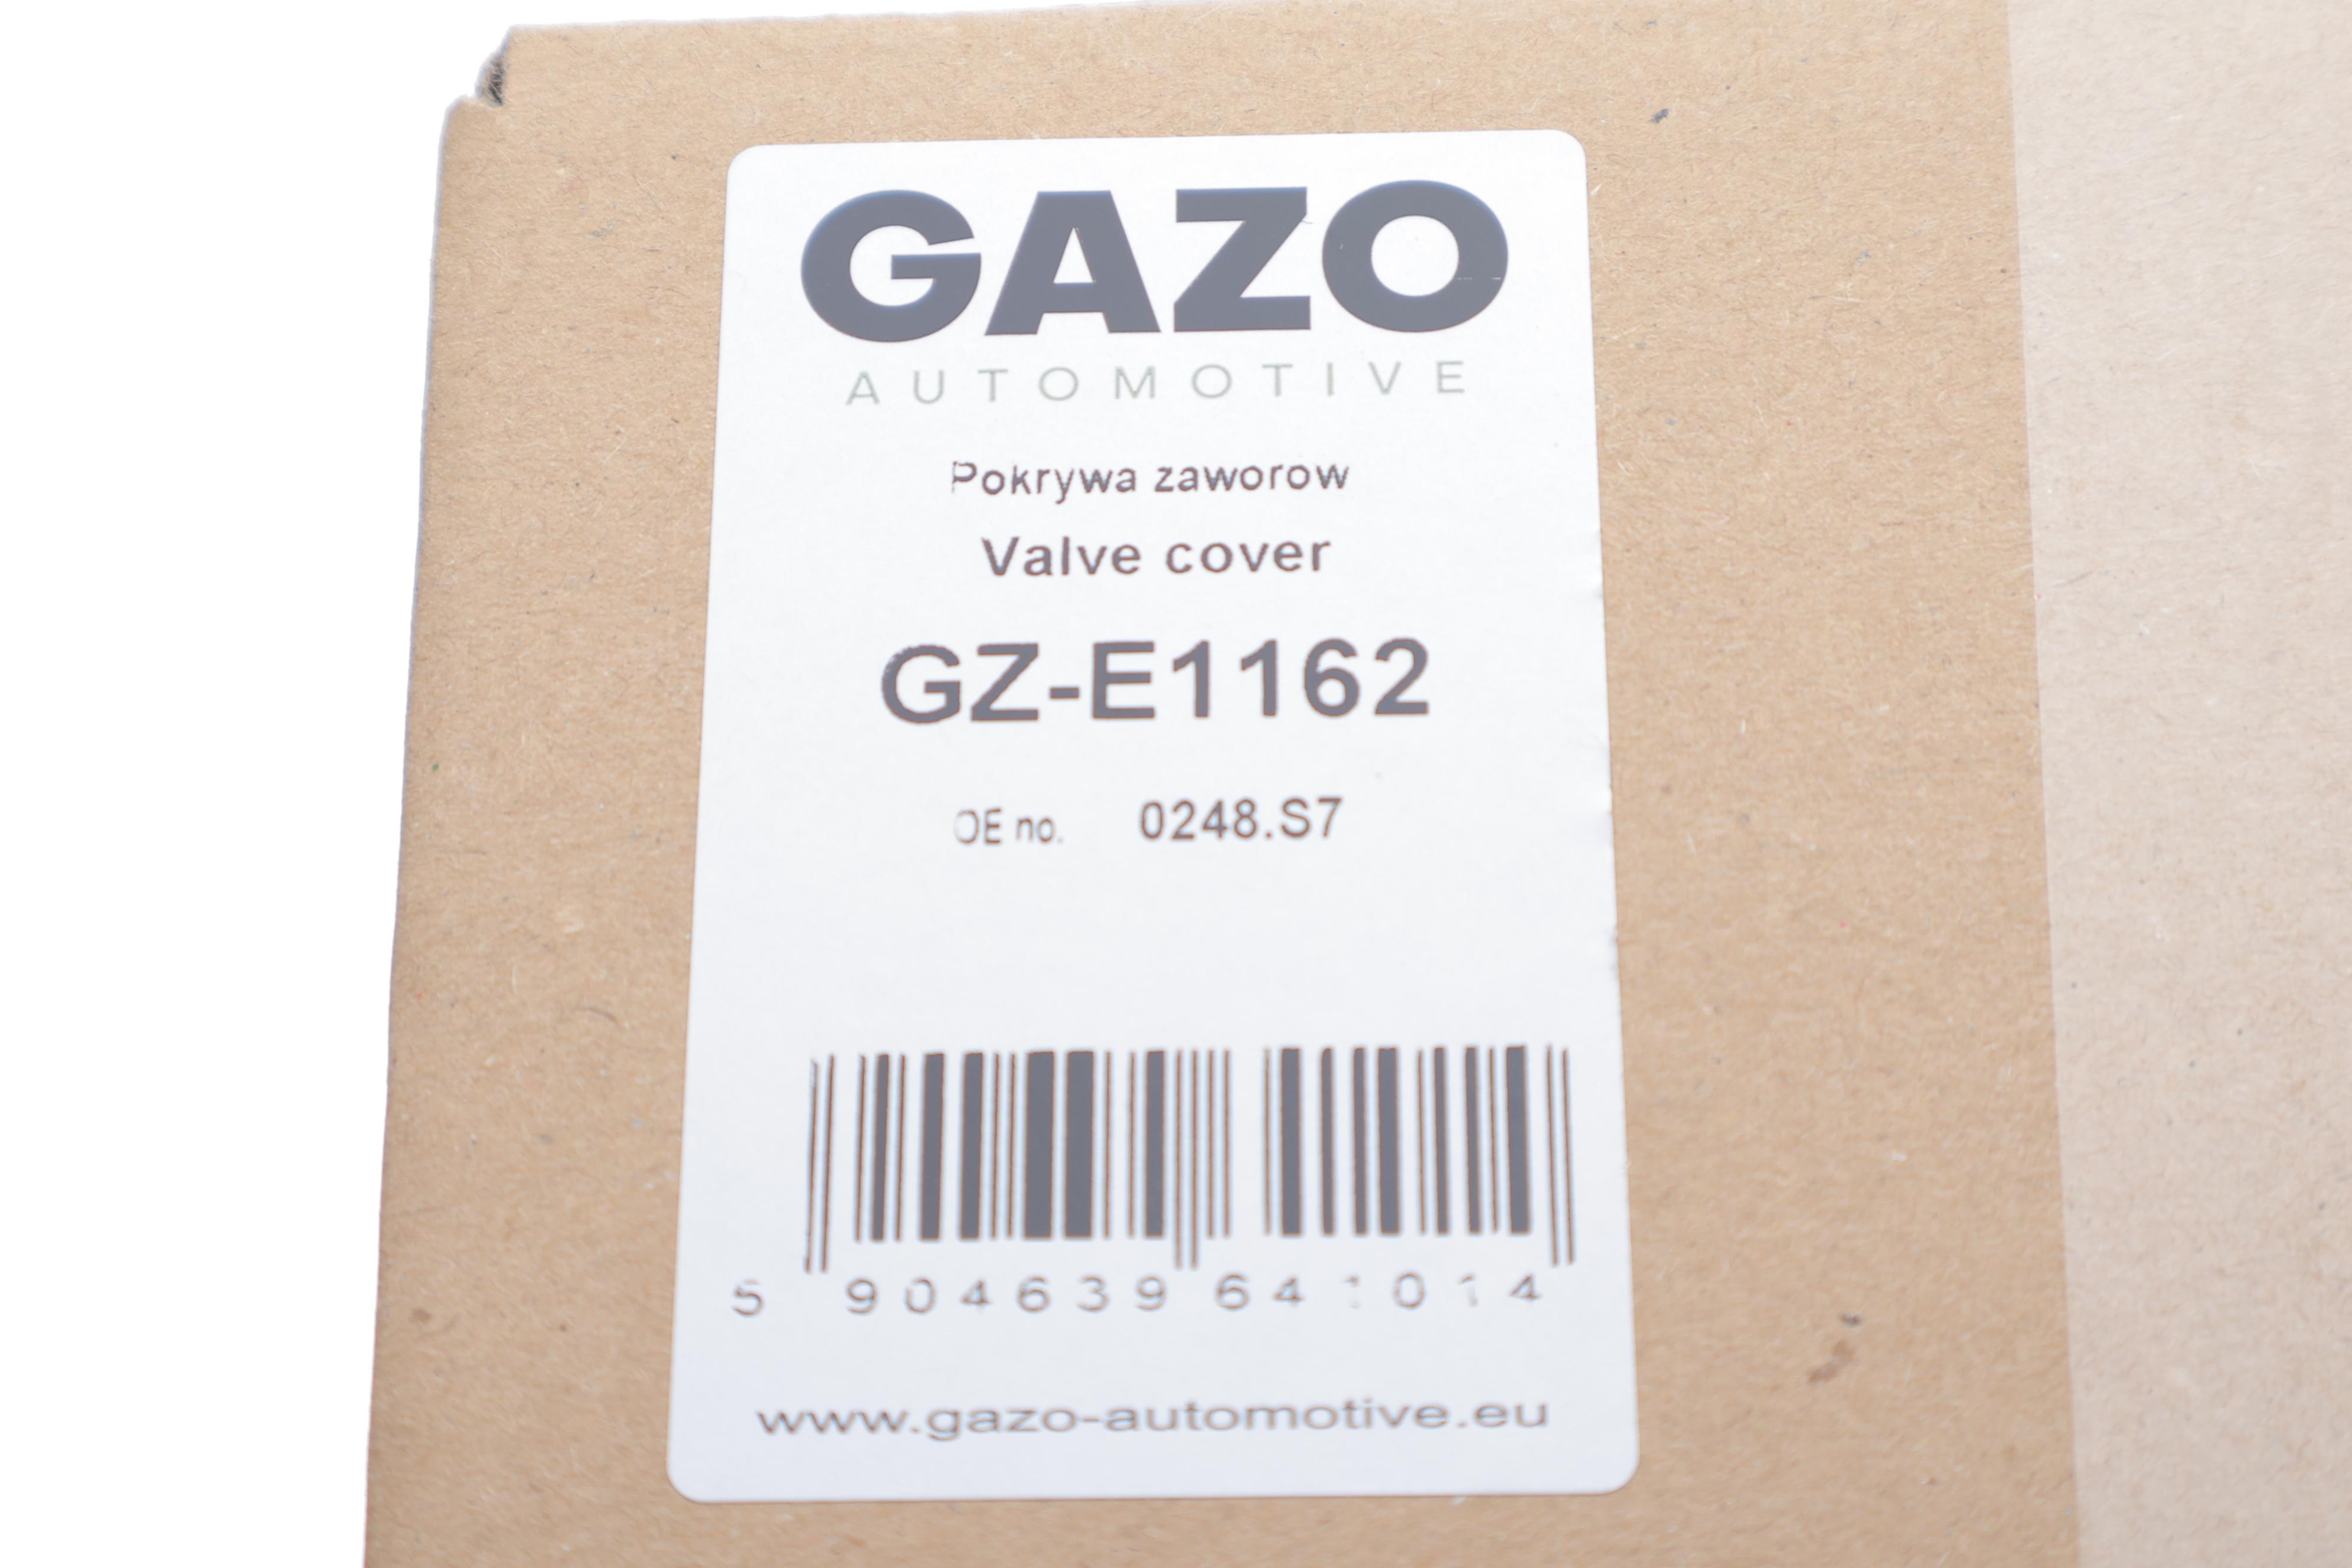 GAZO
AUTOMOTIVE
Pokrywa zaworow
Valve cover
GZ-E1162
OE no. 0248.S7
5 904639 641014
www.gazo-automotive.eu